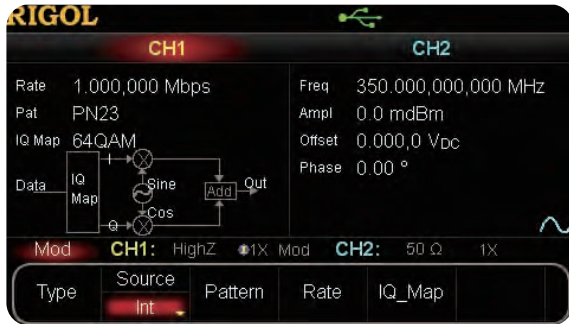 RIGOL
CH1
CH2
Rate 1.000,000 Mbps
Pat PN23
IQ Map 64QAM
Data
IQ Map
I
Q
Sine
Cos
Add
Out
Freq 350.000,000,000 MHz
Ampl 0.0 mdBm
Offset 0.000,0 VDC
Phase 0.00 °
Mod CH1: HighZ 1X Mod CH2: 50 Ω 1X
Type
Source
Int
Pattern
Rate
IQ_Map